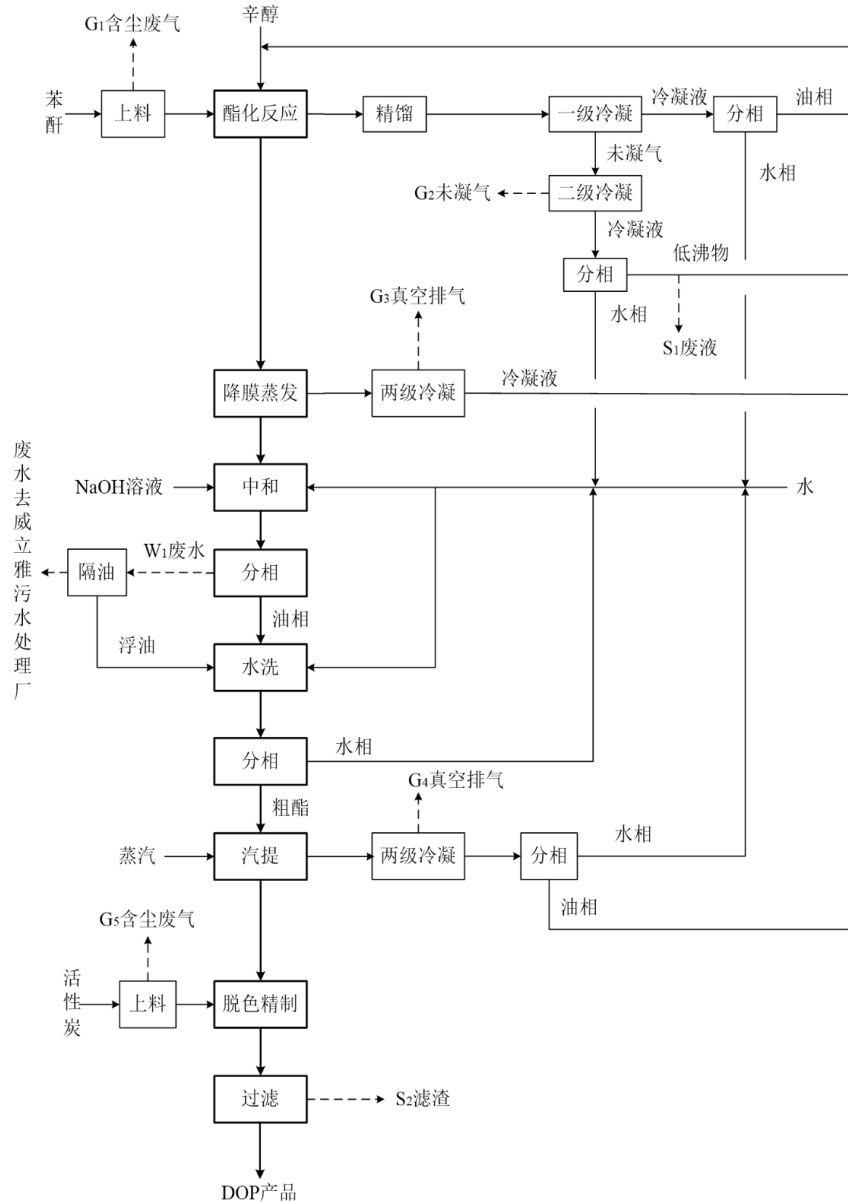 G1含尘废气
辛醇
苯酐
上料
酯化反应
精馏
一级冷凝
冷凝液
分相
油相
未凝气
水相
G2未凝气
二级冷凝
冷凝液
低沸物
分相
水相
S1废液
G3真空排气
降膜蒸发
两级冷凝
冷凝液
NaOH溶液
中和
水
废水去威立雅污水处理厂
W1废水
隔油
分相
油相
浮油
水洗
分相
水相
粗酯
G4真空排气
蒸汽
汽提
两级冷凝
分相
水相
油相
G5含尘废气
活性炭
上料
脱色精制
过滤
S2滤渣
DOP产品